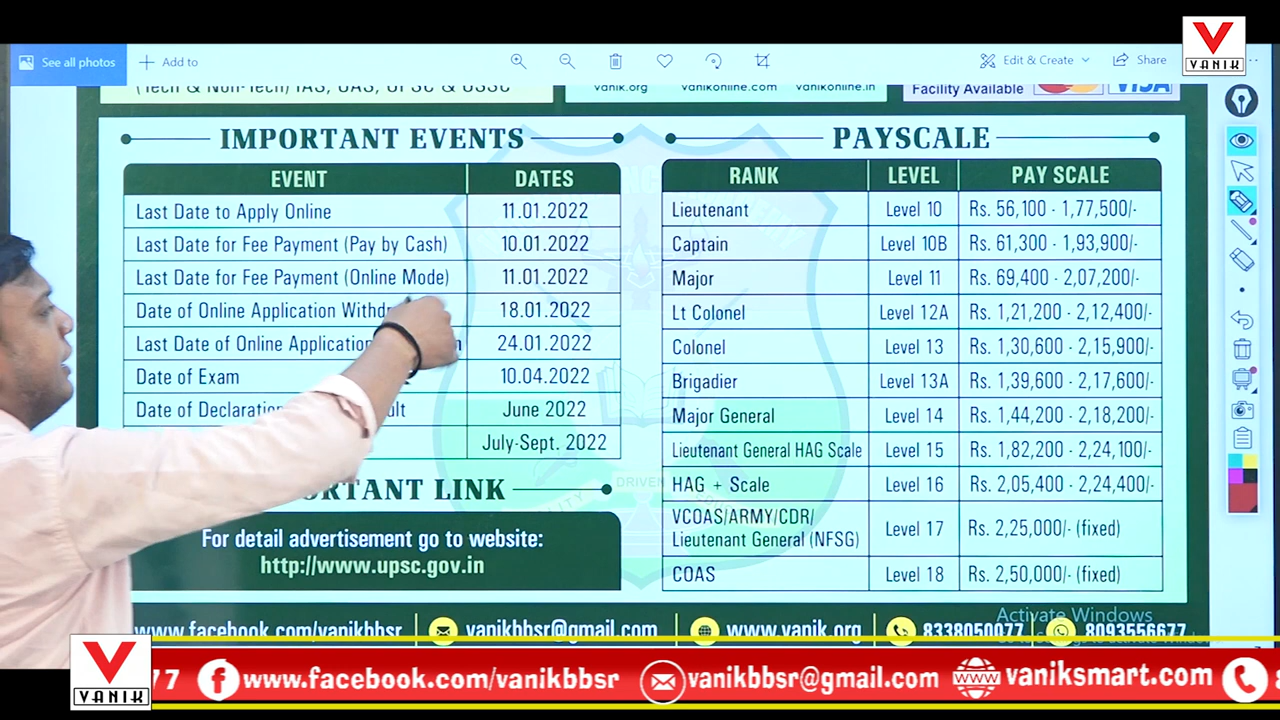 VANIK
See all photos
Add to
Edit & Create
Share
(Tech & Non-Tech) IAS, OAS, UPSC & OSSC
vanik.org vanikonline.com vanikonline.in
Facility Available VISA
IMPORTANT EVENTS
EVENT DATES
Last Date to Apply Online 11.01.2022
Last Date for Fee Payment (Pay by Cash) 10.01.2022
Last Date for Fee Payment (Online Mode) 11.01.2022
Date of Online Application 18.01.2022
Last Date of Online Application 24.01.2022
Date of Exam 10.04.2022
Date of June 2022
July-Sept. 2022
LINK
For detail advertisement go to website:
http://www.upsc.gov.in
PAYSCALE
RANK LEVEL PAY SCALE
Lieutenant Level 10 Rs. 56,100 - 1,77,500/-
Captain Level 10B Rs. 61,300 - 1,93,900/-
Major Level 11 Rs. 69,400 - 2,07,200/-
Lt Colonel Level 12A Rs. 1,21,200 - 2,12,400/-
Colonel Level 13 Rs. 1,30,600 - 2,15,900/-
Brigadier Level 13A Rs. 1,39,600 - 2,17,600/-
Major General Level 14 Rs. 1,44,200 - 2,18,200/-
Lieutenant General HAG Scale Level 15 Rs. 1,82,200 - 2,24,100/-
HAG + Scale Level 16 Rs. 2,05,400 - 2,24,400/-
VCOAS/ARMY/CDR/
Lieutenant General (NFSG) Level 17 Rs. 2,25,000/- (fixed)
COAS Level 18 Rs. 2,50,000/- (fixed)
DRIVEN
Activate Windows
www.facebook.com/vanikbbsr vanikbbsr@gmail.com www.vanik.org 8338050077 8093556677
VANIK
77 www.facebook.com/vanikbbsr vanikbbsr@gmail.com vaniksmart.com